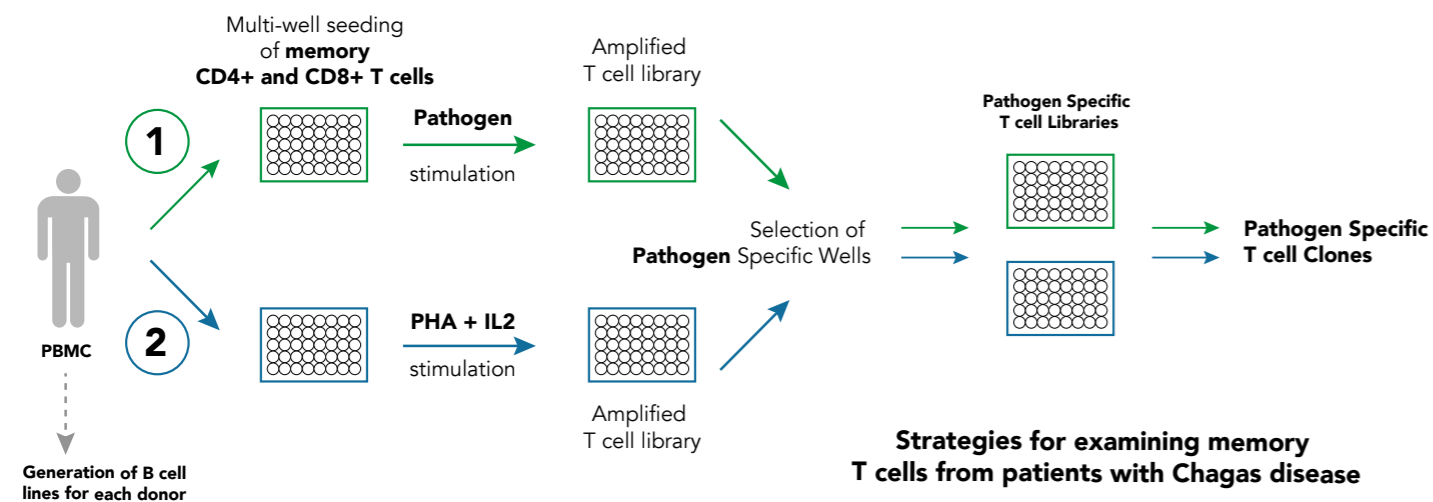 Multi-well seeding
of memory
CD4+ and CD8+ T cells
1
Pathogen
stimulation
Amplified
T cell library
Pathogen Specific
T cell Libraries
PBMC
2
PHA + IL2
stimulation
Amplified
T cell library
Selection of
Pathogen Specific Wells
Pathogen Specific
T cell Clones
Generation of B cell
lines for each donor
Strategies for examining memory
T cells from patients with Chagas disease